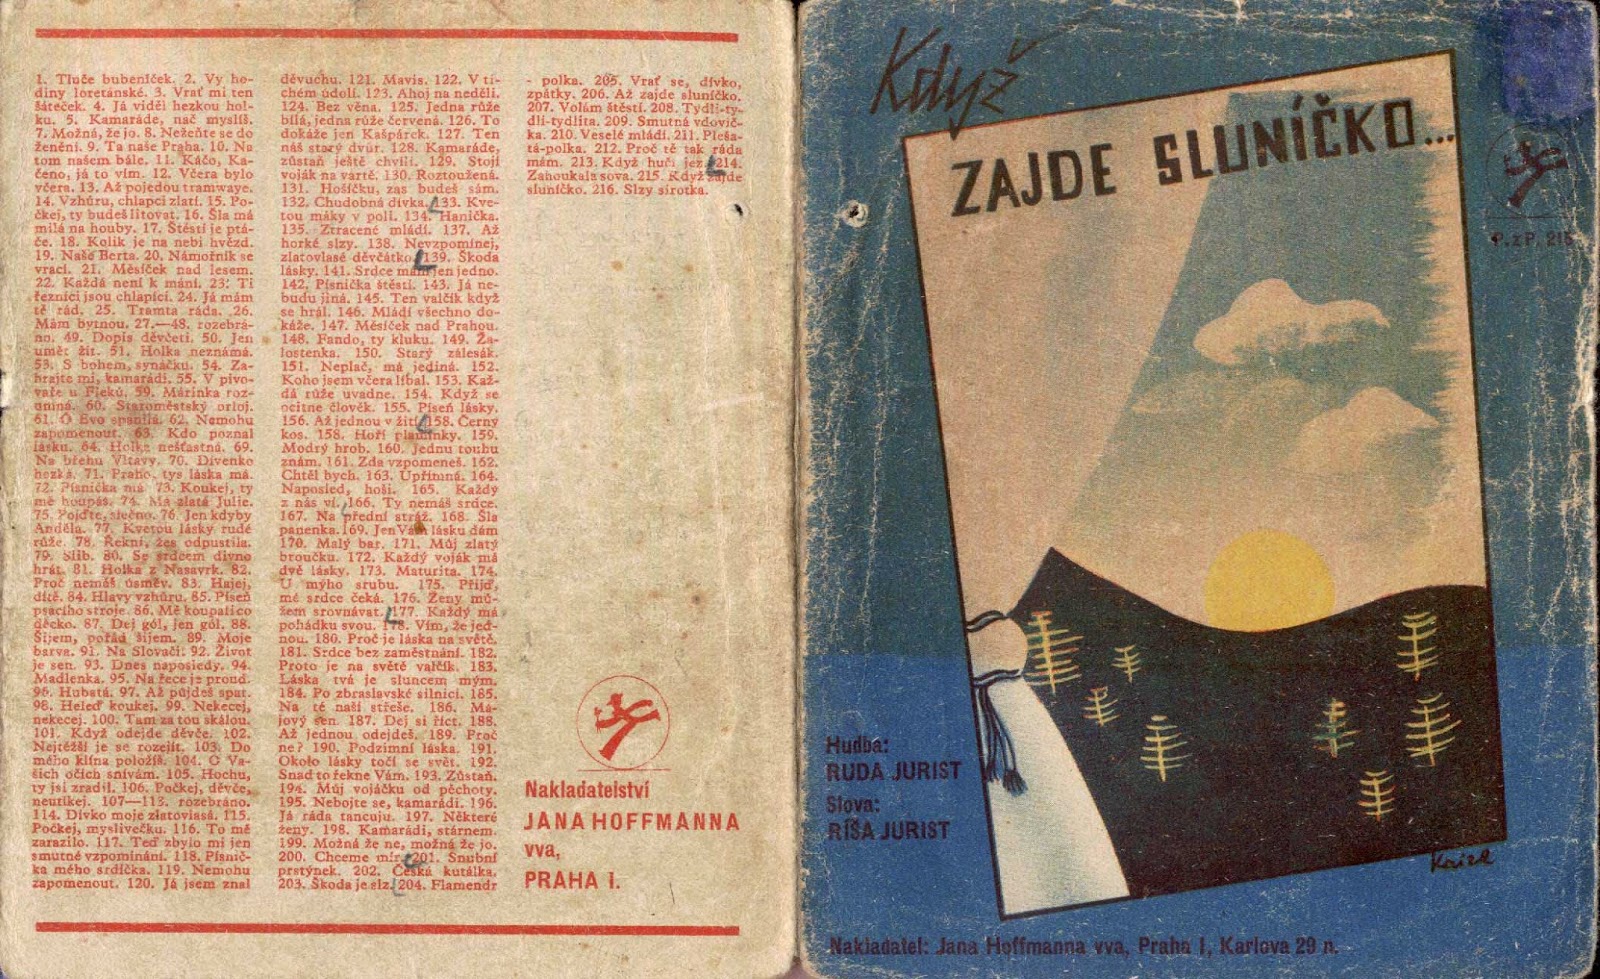 1. Tluče bubeníček. 2. Vy ho-
diny loretánské. 3. Vrať mi ten
šáteček. 4. Já viděl hezkou hol-
ku. 5. Kamaráde, nač myslíš.
7. Možná, že jo. 8. Nežeňte se do
ženění. 9. Ta naše Praha. 10. Na
tom našem bále. 11. Káčo, Ka-
čeno, já to vím. 12. Včera bylo
včera. 13. Až pojedou tramwaye.
14. Vzhůru, chlapci zlatí. 15. Po-
čkej, ty budeš litovat. 16. Šla má
milá na houby. 17. Štěstí je ptá-
če. 18. Kolik je na nebi hvězd.
19. Naše Berta. 20. Námořník se
vrací. 21. Měsíček nad lesem.
22. Každá není k mání. 23. Ti
řezníci jsou chlapíci. 24. Já mám
tě rád. 25. Tramta ráda. 26.
Mám bytnou. 27.—48. rozebrá-
no. 49. Dopis děvčeti. 50. Jen
umět žít. 51. Holka neznámá.
53. S bohem, synáčku. 54. Za-
hrajte mi, kamarádi. 55. V pivo-
vaře u Fleků. 59. Mařinka roz-
umná. 60. Staroměstský orloj.
61. Ó Evo spanilá. 62. Nemohu
zapomenout. 63. Kdo poznal
lásku. 64. Holka nešťastná. 69.
Na břehu Vltavy. 70. Divenko
hezká. 71. Praho, tys láska má.
72. Písnička má 73. Koukej, ty
mě houpáš. 74. Má zlatá Julie.
75. Pojďte, slečno. 76. Jen kdyby
Anděla. 77. Kvetou lásky rudé
růže. 78. Řekni, žes odpustila.
79. Slib. 80. Se srdcem divno
hrát. 81. Holka z Nasavrk. 82.
Proč nemáš úsměv. 83. Hajej,
dítě. 84. Hlavy vzhůru. 85. Píseň
psacího stroje. 86. Mě koupali co
děcko. 87. Dej gól, jen gól. 88.
Šijem, pořád šijem. 89. Moje
barva. 91. Na Slovači. 92. Život
je sen. 93. Dnes naposledy. 94.
Madlenka. 95. Na řece je proud.
96. Hubatá. 97. Až půjdeš spat.
98. Heleď koukej. 99. Nekecej,
nekecej. 100. Tam za tou skálou.
101. Když odejde děvče. 102.
Nejtěžší je se rozejít. 103. Do
mého klína položíš. 104. O Va-
šich očích snívám. 105. Hochu,
ty jsi zradil. 106. Počkej, děvče,
neutíkej. 107—113. rozebráno.
114. Dívko moje zlatovlasá. 115.
Počkej, myslivečku. 116. To mě
zarazilo. 117. Teď zbylo mi jen
smutné vzpomínání. 118. Písnič-
ka mého srdíčka. 119. Nemohu
zapomenout. 120. Já jsem znal
děvuchu. 121. Mavis. 122. V ti-
chém údolí. 123. Ahoj na neděli.
124. Bez věna. 125. Jedna růže
bílá, jedna růže červená. 126. To
dokáže jen Kašpárek. 127. Ten
náš starý dvůr. 128. Kamaráde,
zůstaň ještě chvíli. 129. Stojí
voják na vartě. 130. Roztoužená.
131. Hošíčku, zas budeš sám.
132. Chudobná dívka. 133. Kve-
tou máky v poli. 134. Hanička.
135. Ztracené mládí. 137. Až
horké slzy. 138. Nevzpomínej,
zlatovlasé děvčátko. 139. Škoda
lásky. 141. Srdce mám jen jedno.
142. Písnička štěstí. 143. Já ne-
budu jiná. 145. Ten valčík když
se hrál. 146. Mládí všechno do-
káže. 147. Měsíček nad Prahou.
148. Fando, ty kluku. 149. Ža-
lostenka. 150. Starý zálesák.
151. Neplač, má jediná. 152.
Koho jsem včera líbal. 153. Kaž-
dá růže uvadne. 154. Když se
ocitne člověk. 155. Píseň lásky.
156. Až jednou v žití. 158. Černý
kos. 158. Hoří plamínky. 159.
Modrý hrob. 160. Jednu touhu
znám. 161. Zda vzpomeneš. 162.
Chtěl bych. 163. Upřímná. 164.
Naposled, hoši. 165. Každý
z nás ví. 166. Ty nemáš srdce.
167. Na přední stráž. 168. Šla
panenka. 169. Jen Vám lásku dám
170. Malý bar. 171. Můj zlatý
broučku. 172. Každý voják má
dvě lásky. 173. Maturita. 174.
U mýho srubu. 175. Přijď,
mé srdce čeká. 176. Ženy mů-
žem srovnávat. 177. Každý má
pohádku svou. 178. Vím, že jed-
nou. 180. Proč je láska na světě.
181. Srdce bez zaměstnání. 182.
Proto je na světě valčík. 183.
Láska tvá je sluncem mým.
184. Po zbraslavské silnici. 185.
Na té naší střeše. 186. Má-
jový sen. 187. Dej si říct. 188.
Až jednou odejdeš. 189. Proč
ne? 190. Podzimní láska. 191.
Okolo lásky točí se svět. 192.
Snad to řekne Vám. 193. Zůstaň.
194. Můj vojáčku od pěchoty.
195. Nebojte se, kamarádi. 196.
Já ráda tancuju. 197. Některé
ženy. 198. Kamarádi, stárnem.
199. Možná že ne, možná že jo.
200. Chceme mír. 201. Snubní
prstýnek. 202. Česká kutálka.
203. Škoda je slz. 204. Flamendr
- polka. 205. Vrať se, dívko,
zpátky. 206. Až zajde sluníčko.
207. Volám štěstí. 208. Tydli-ty-
dli-tydlita. 209. Smutná vdovič-
ka. 210. Veselé mládí. 211. Pleša-
tá-polka. 212. Proč tě tak ráda
mám. 213. Když hučí jez. 214.
Zahoukala sova. 215. Když zajde
sluníčko. 216. Slzy sirotka.
Nakladatelství
JANA HOFFMANNA
vva,
PRAHA I.
Když
ZAJDE SLUNÍČKO...
P. z P. 215
Hudba:
RUDA JURIST
Slova:
RÍŠA JURIST
Nakladatel: Jana Hoffmanna vva, Praha I, Karlova 29 n.